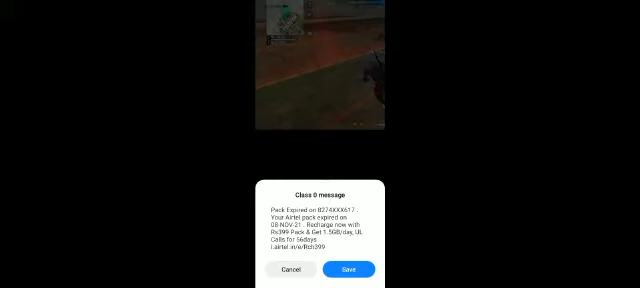 Class 0 message
Pack Expired on 8274XXX617 .
Your Airtel pack expired on
08-NOV-21 . Recharge now with
Rs399 Pack & Get 1.5GB/day, UL
Calls for 56days
i.airtel.in/e/Rch399
Cancel Save